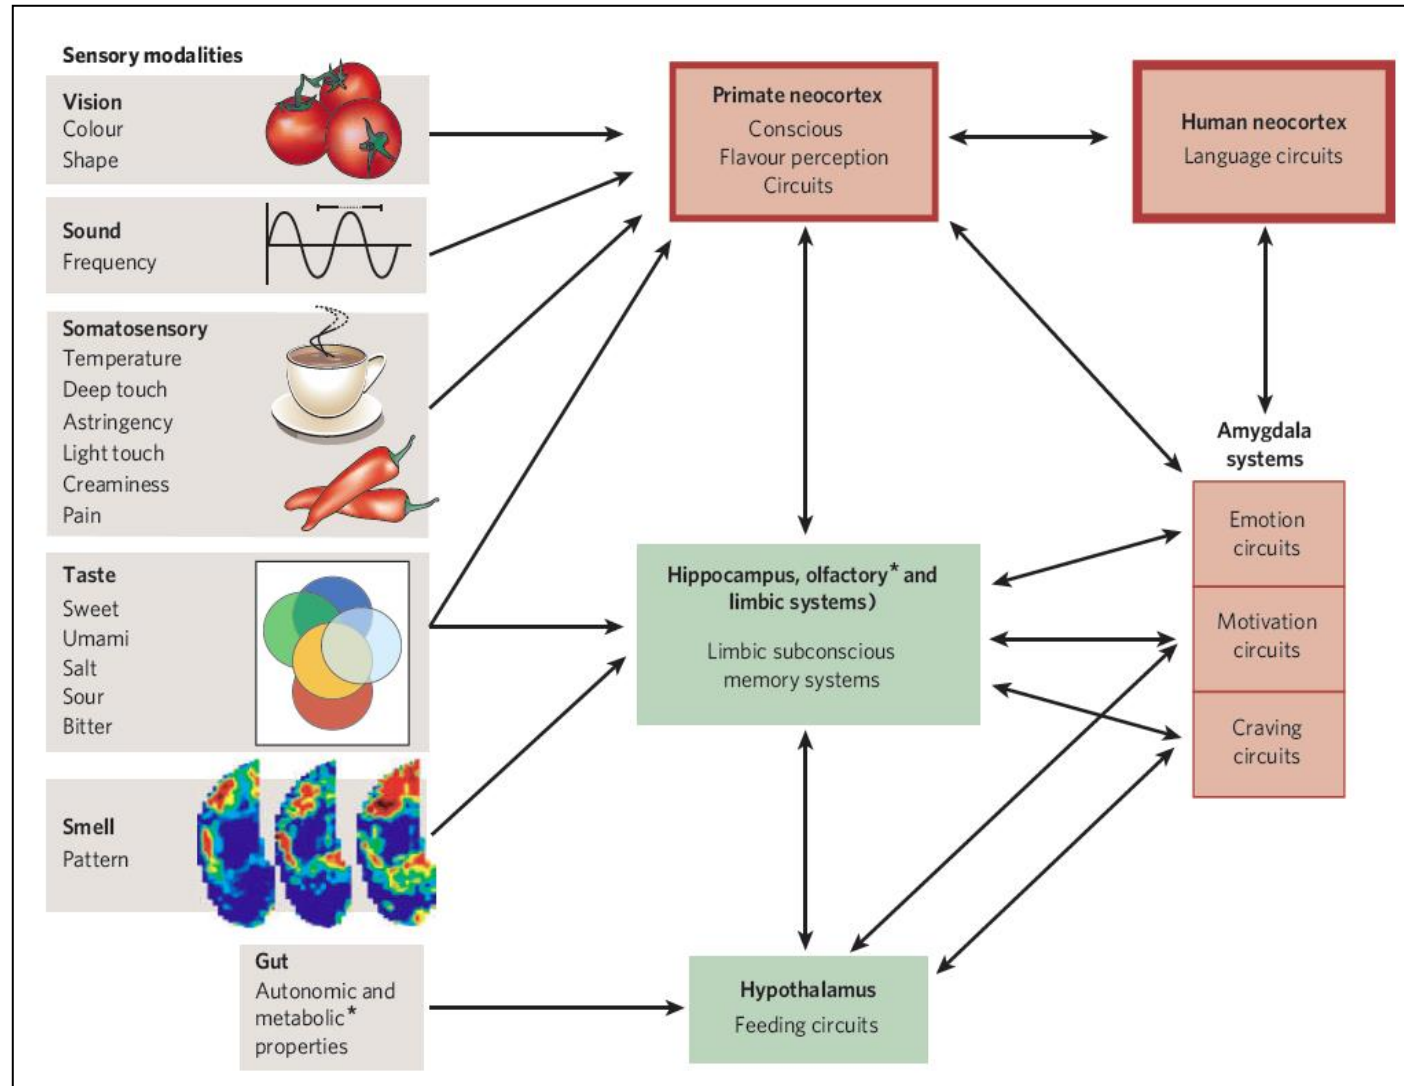 Sensory modalities
Vision
Colour
Shape
Sound
Frequency
Somatosensory
Temperature
Deep touch
Astringency
Light touch
Creaminess
Pain
Taste
Sweet
Umami
Salt
Sour
Bitter
Smell
Pattern
Gut
Autonomic and
metabolic*
properties
Primate neocortex
Conscious
Flavour perception
Circuits
Human neocortex
Language circuits
Hippocampus, olfactory* and
limbic systems)
Limbic subconscious
memory systems
Hypothalamus
Feeding circuits
Amygdala
systems
Emotion
circuits
Motivation
circuits
Craving
circuits